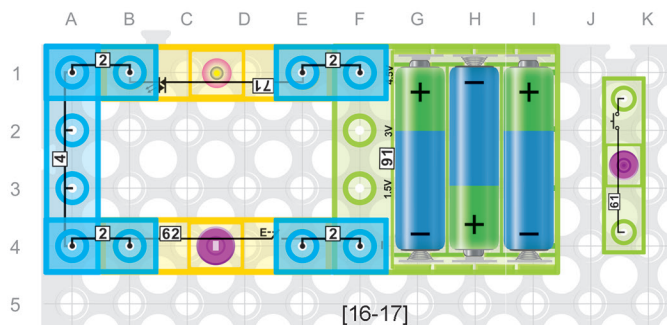 A B C D E F G H I J K
1 2 71 2 4.5V + − +
2 3V
4 91 61
3 1.5V
− + −
4 2 62 E 2
5
[16-17]